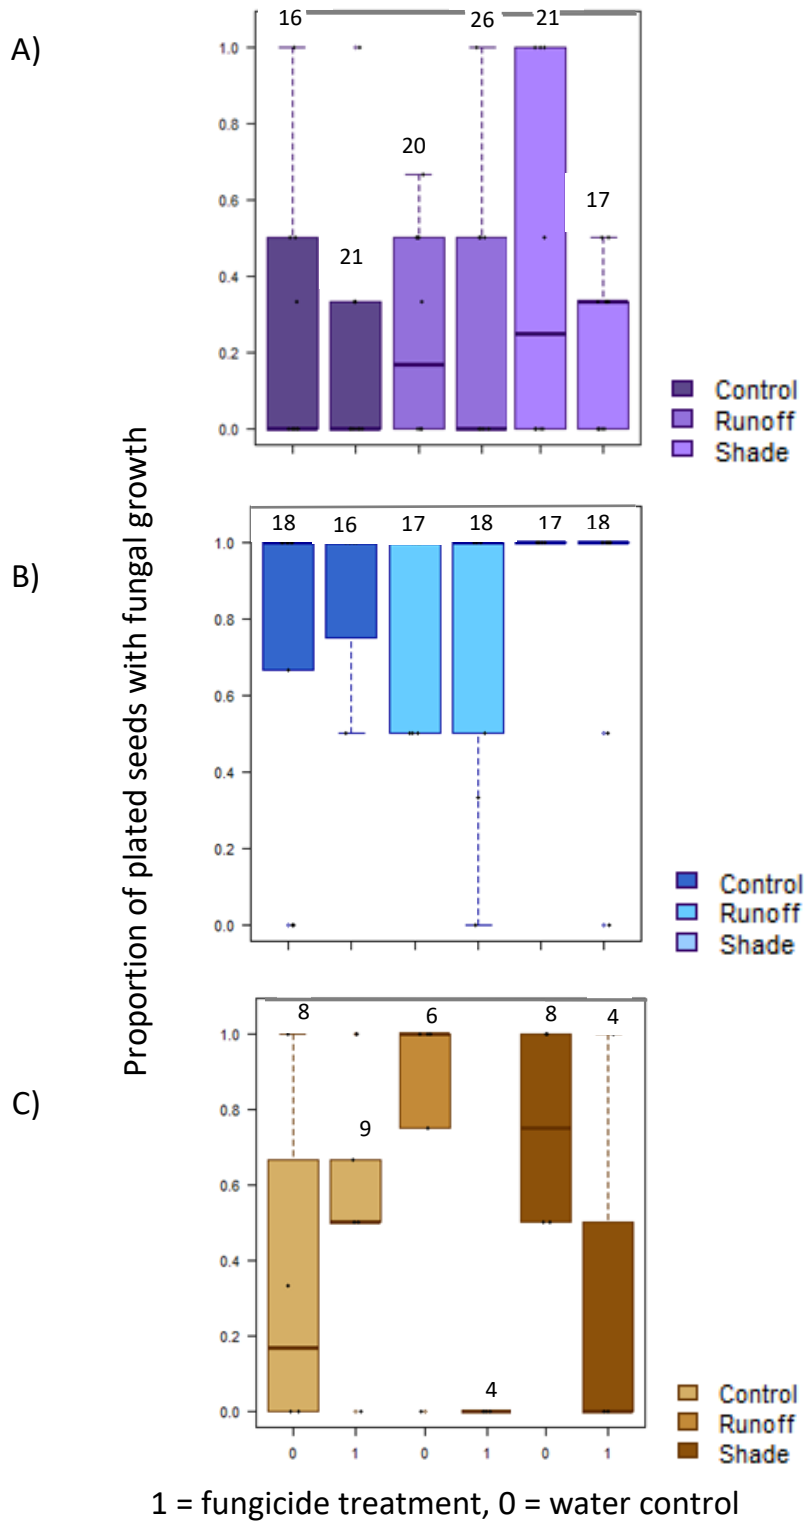 A)
16
26
21
20
17
21
1.0
0.8
0.6
0.4
0.2
0.0
Control
Runoff
Shade
Proportion of plated seeds with fungal growth
B)
18
16
17
18
17
18
1.0
0.8
0.6
0.4
0.2
0.0
Control
Runoff
Shade
C)
8
6
8
4
9
4
1.0
0.8
0.6
0.4
0.2
0.0
Control
Runoff
Shade
0 1 0 1 0 1
1 = fungicide treatment, 0 = water control